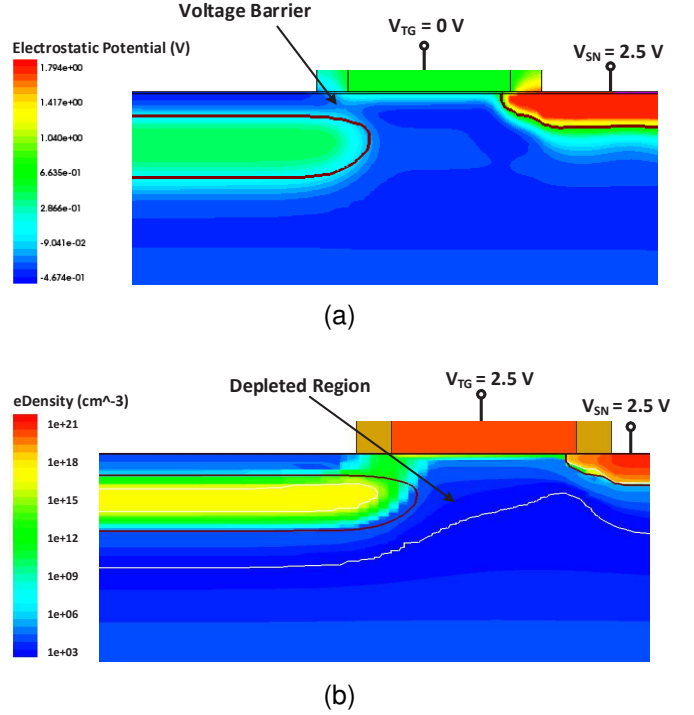 Voltage Barrier
V_TG = 0 V
V_SN = 2.5 V
Electrostatic Potential (V)
1.794e+00
1.417e+00
1.040e+00
6.635e-01
2.866e-01
-9.041e-02
-4.674e-01
(a)
V_TG = 2.5 V
V_SN = 2.5 V
Depleted Region
eDensity (cm^-3)
1e+21
1e+18
1e+15
1e+12
1e+09
1e+06
1e+03
(b)